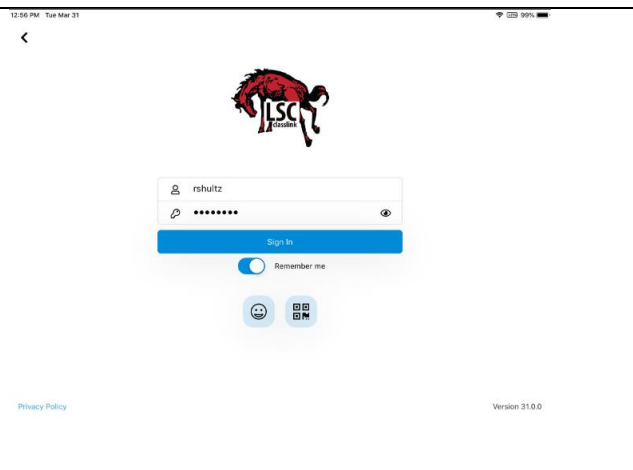 12:56 PM Tue Mar 31
99%
LSC
classlink
rshultz
••••••••
Sign In
Remember me
Privacy Policy
Version 31.0.0